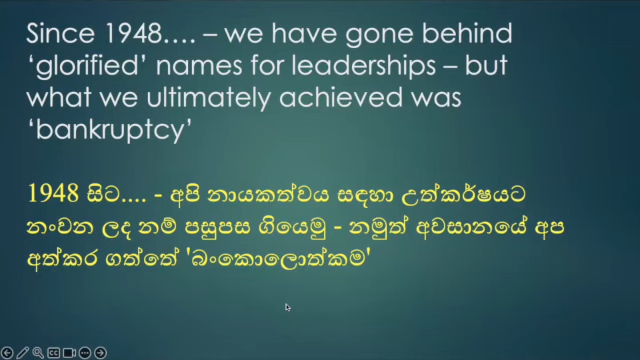 Since 1948…. – we have gone behind
‘glorified’ names for leaderships – but
what we ultimately achieved was
‘bankruptcy’
1948 සිට.... - අපි නායකත්වය සඳහා උත්කර්ෂයට
නංවන ලද නම් පසුපස ගියෙමු - නමුත් අවසානයේ අප
අත්කර ගත්තේ 'බංකොලොත්කම'